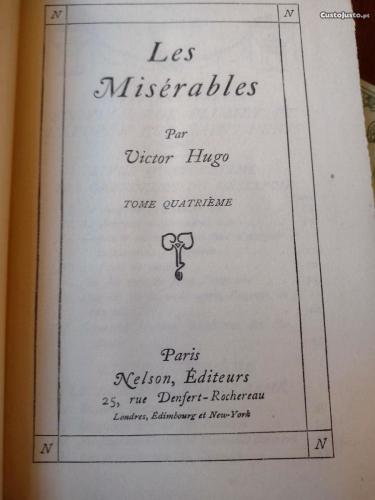 CustoJusto.pt
N N
Les
Misérables
Par
Victor Hugo
TOME QUATRIÈME
Paris
Nelson, Éditeurs
25, rue Denfert-Rochereau
Londres, Édimbourg et New-York
N N